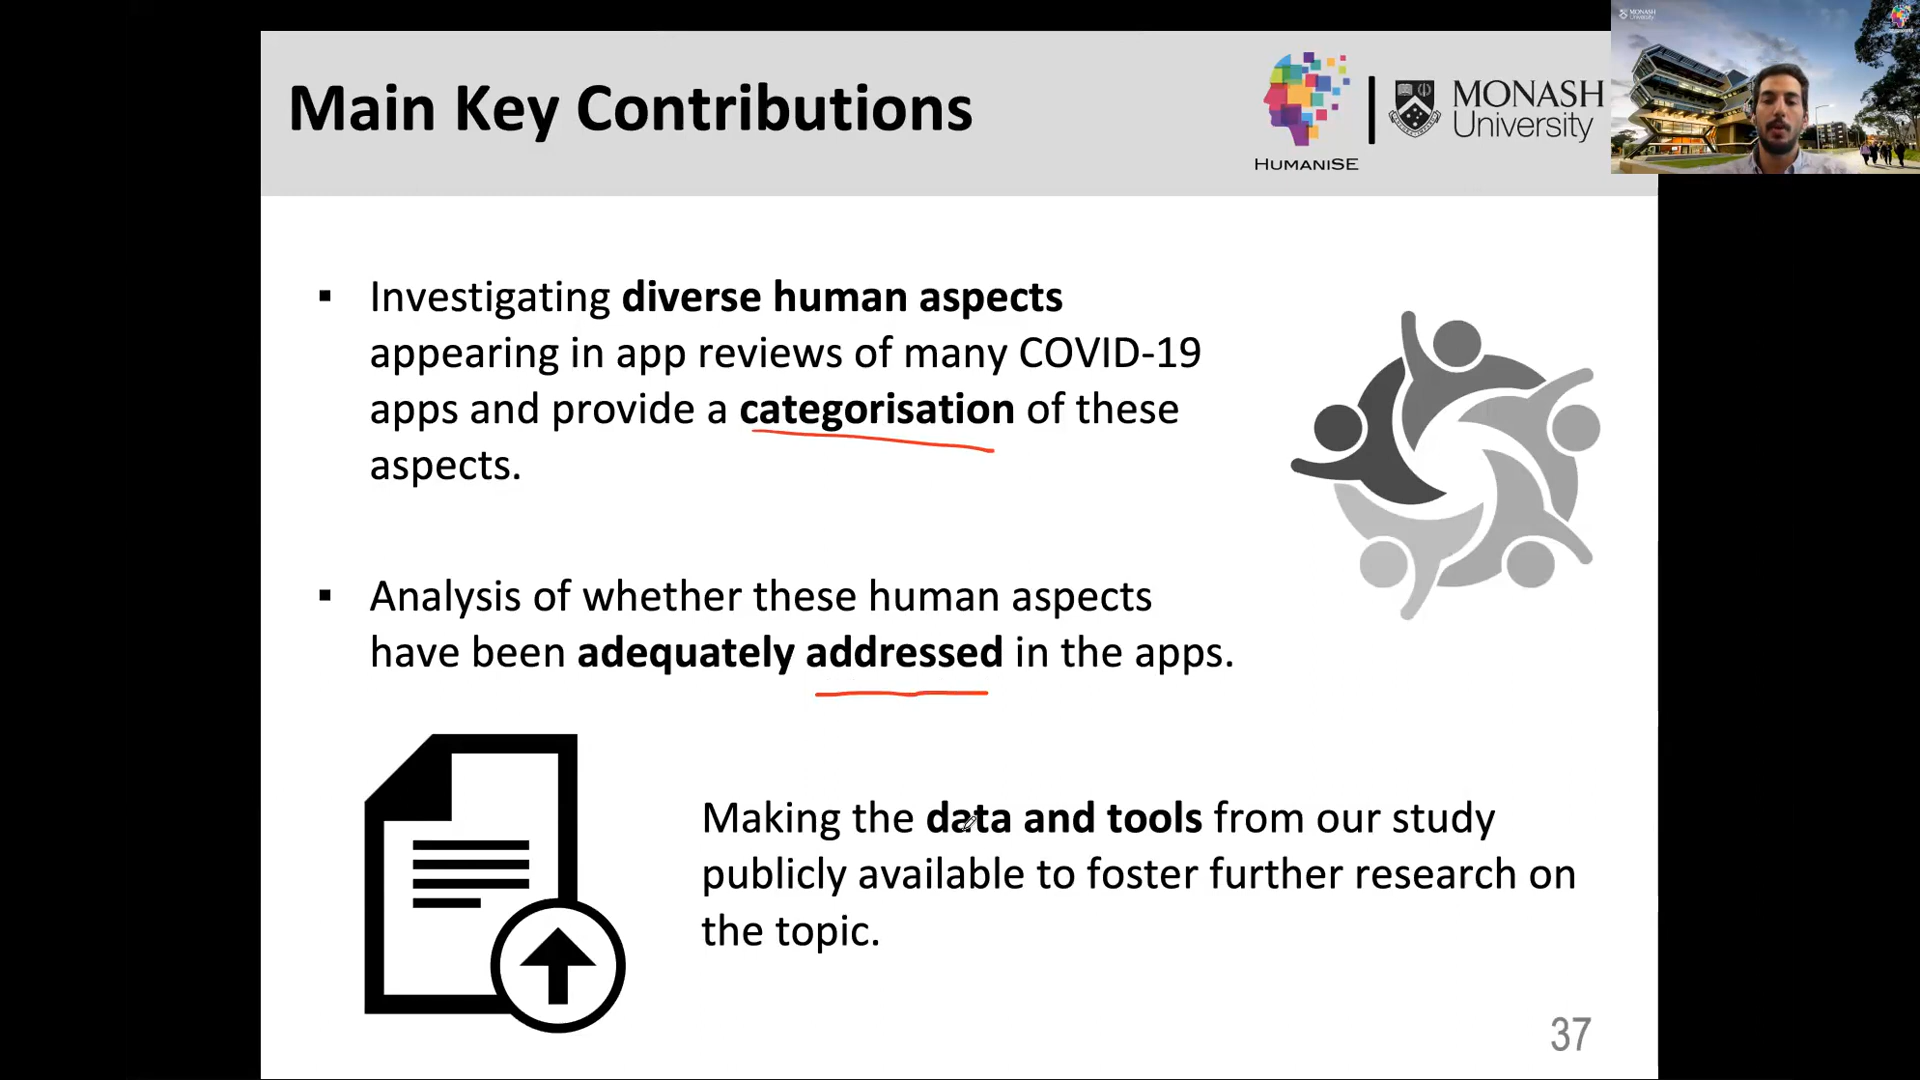 Main Key Contributions
HUMANISE
MONASH
University
MONASH
University
▪ Investigating diverse human aspects
appearing in app reviews of many COVID-19
apps and provide a categorisation of these
aspects.
▪ Analysis of whether these human aspects
have been adequately addressed in the apps.
Making the data and tools from our study
publicly available to foster further research on
the topic.
37